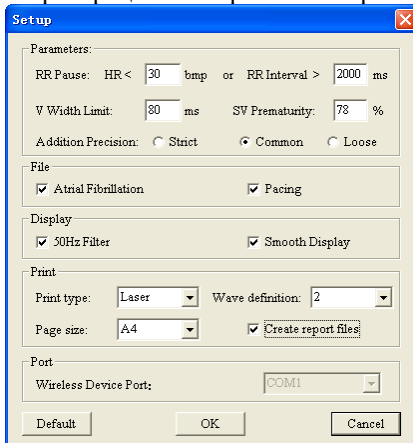 Setup
Parameters:
RR Pause: HR < 30 bmp or RR Interval > 2000 ms
V Width Limit: 80 ms SV Prematurity: 78 %
Addition Precision: Strict Common Loose
File
Atrial Fibrillation Pacing
Display
50Hz Filter Smooth Display
Print
Print type: Laser Wave definition: 2
Page size: A4 Create report files
Port
Wireless Device Port: COM1
Default OK Cancel